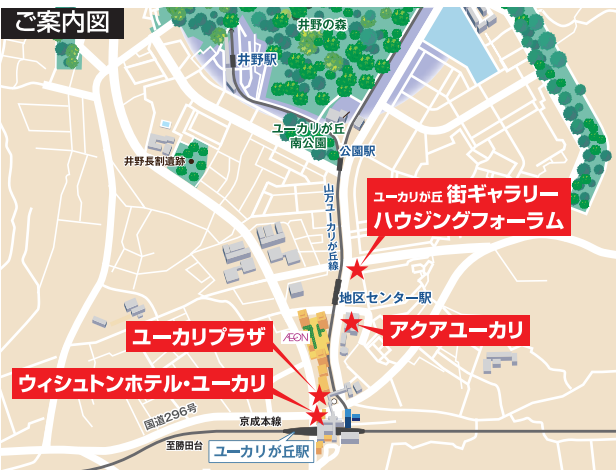 ご案内図
井野の森
井野駅
ユーカリが丘
南公園
公園駅
井野長割遺跡
山万ユーカリが丘線
ユーカリが丘 街ギャラリー
ハウジングフォーラム
地区センター駅
アクアユーカリ
ユーカリプラザ
AEON
ウィシュトンホテル・ユーカリ
国道296号
京成本線
至勝田台
ユーカリが丘駅